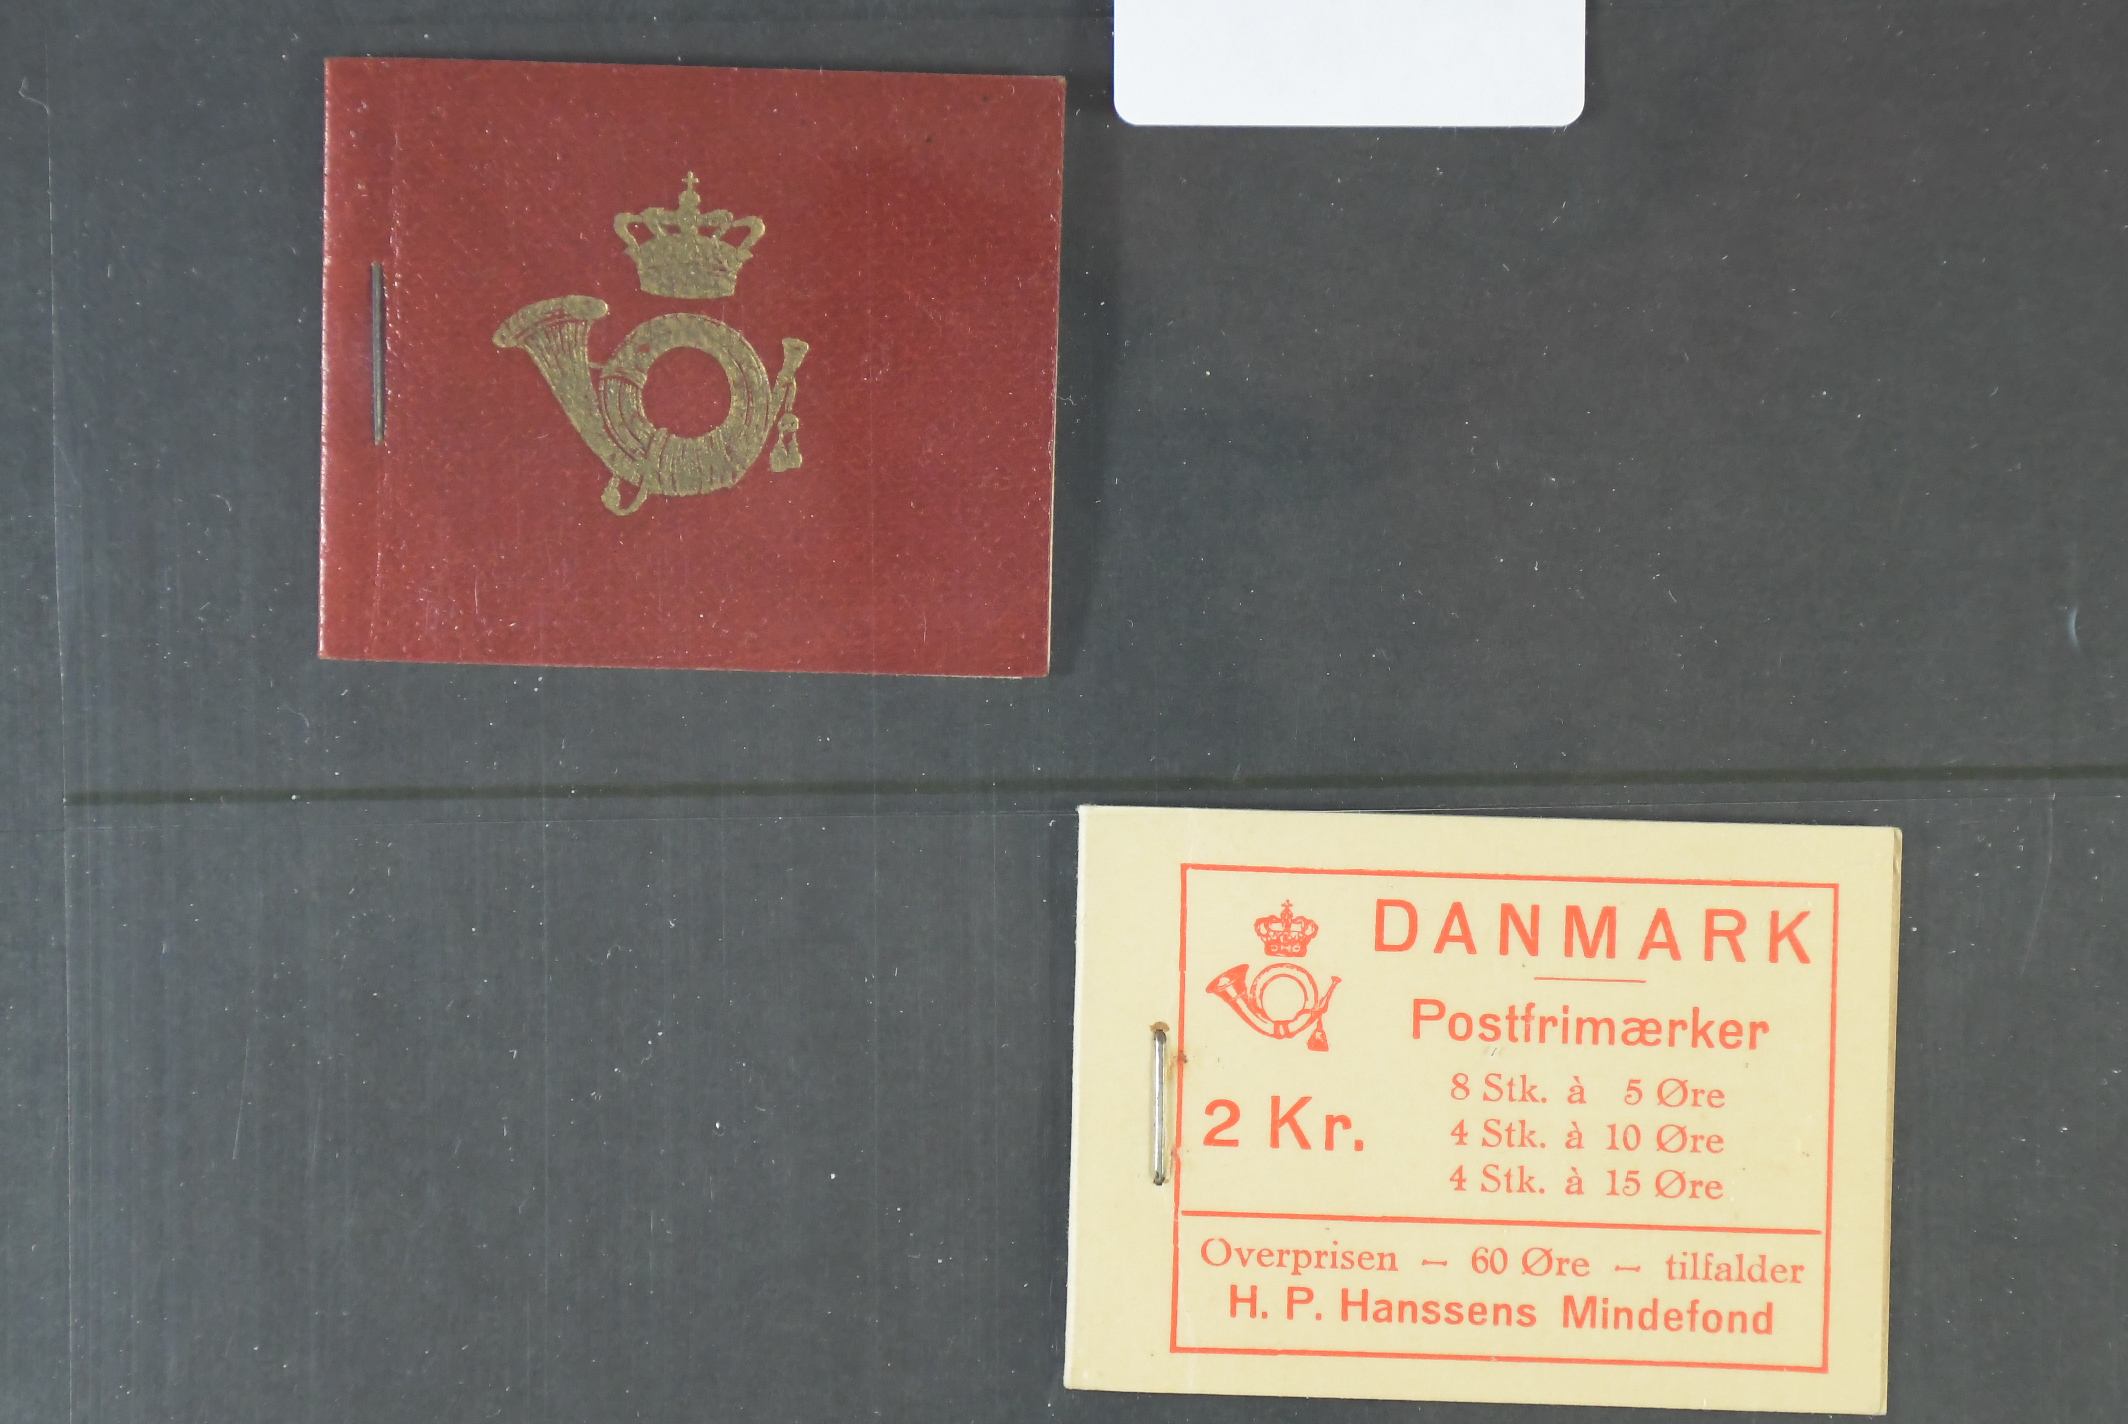 DANMARK
Postfrimærker
2 Kr.
8 Stk. à 5 Øre
4 Stk. à 10 Øre
4 Stk. à 15 Øre
Overprisen – 60 Øre – tilfalder
H. P. Hanssens Mindefond